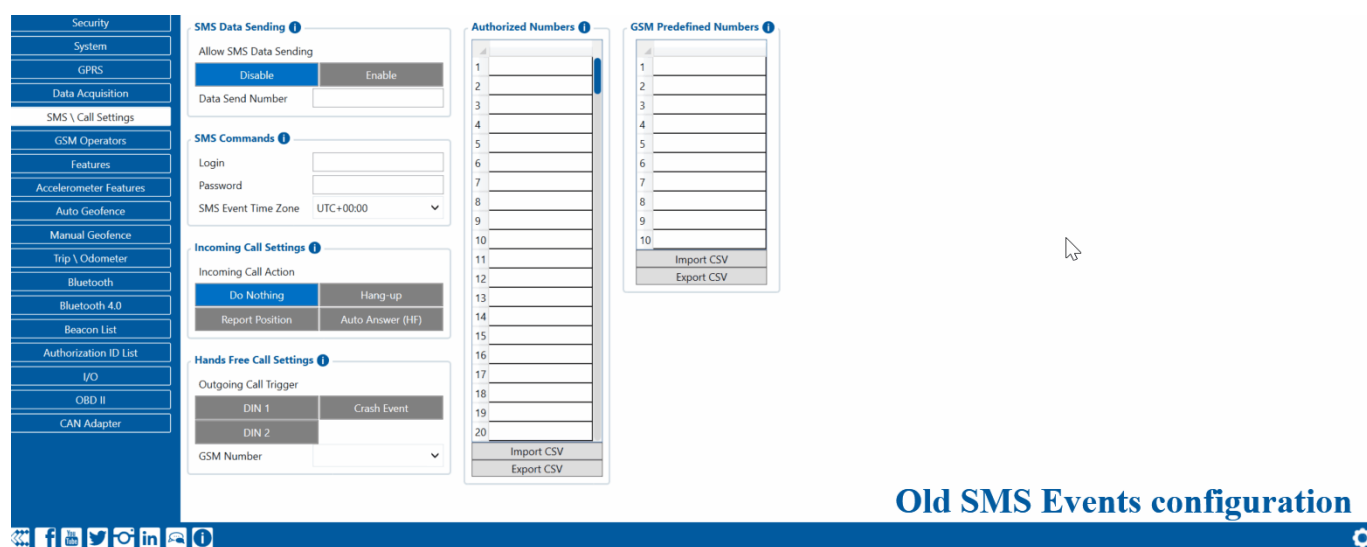 Security
System
GPRS
Data Acquisition
SMS \ Call Settings
GSM Operators
Features
Accelerometer Features
Auto Geofence
Manual Geofence
Trip \ Odometer
Bluetooth
Bluetooth 4.0
Beacon List
Authorization ID List
I/O
OBD II
CAN Adapter
SMS Data Sending
Allow SMS Data Sending
Disable Enable
Data Send Number
SMS Commands
Login
Password
SMS Event Time Zone UTC+00:00
Incoming Call Settings
Incoming Call Action
Do Nothing Hang-up
Report Position Auto Answer (HF)
Hands Free Call Settings
Outgoing Call Trigger
DIN 1 Crash Event
DIN 2
GSM Number
Authorized Numbers
1
2
3
4
5
6
7
8
9
10
11
12
13
14
15
16
17
18
19
20
Import CSV
Export CSV
GSM Predefined Numbers
1
2
3
4
5
6
7
8
9
10
Import CSV
Export CSV
Old SMS Events configuration